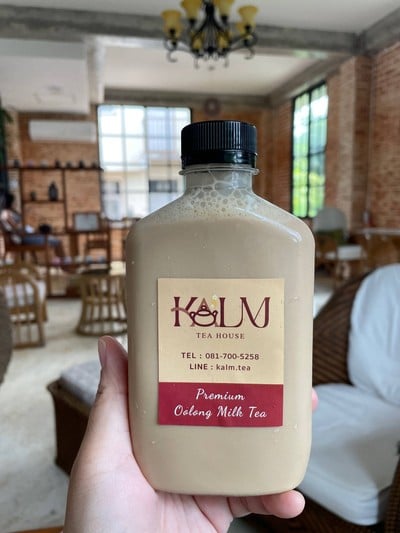 KALM
TEA HOUSE
TEL : 081-700-5258
LINE : kalm.tea
Premium
Oolong Milk Tea